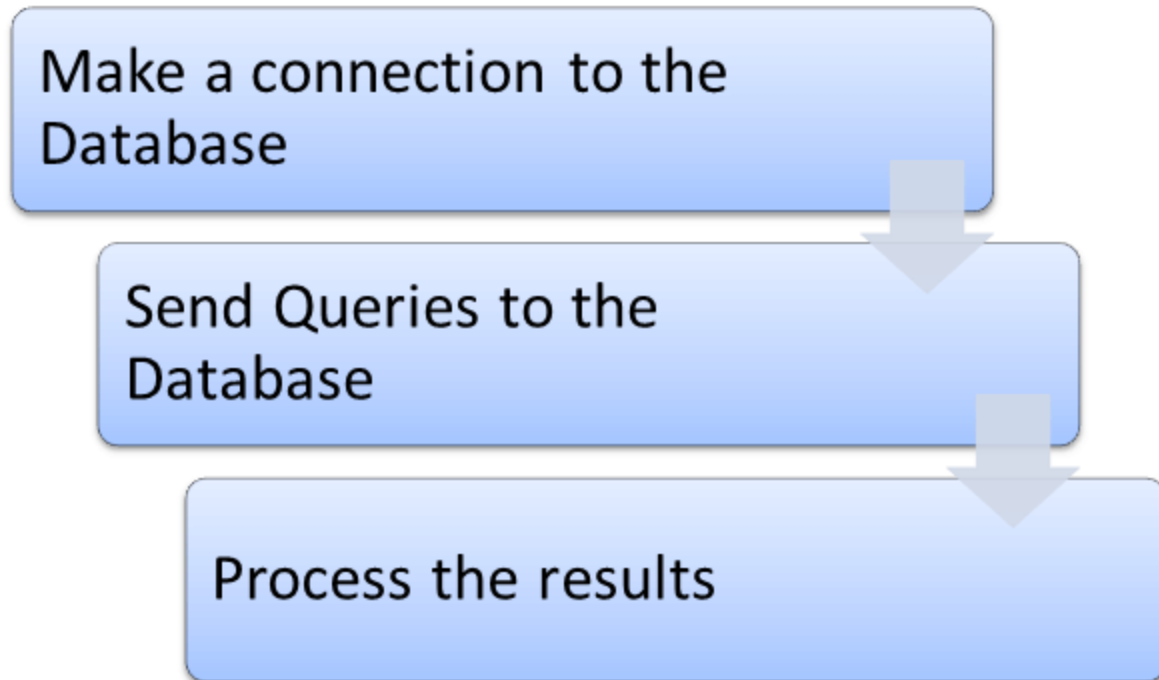 Make a connection to the
Database
Send Queries to the
Database
Process the results